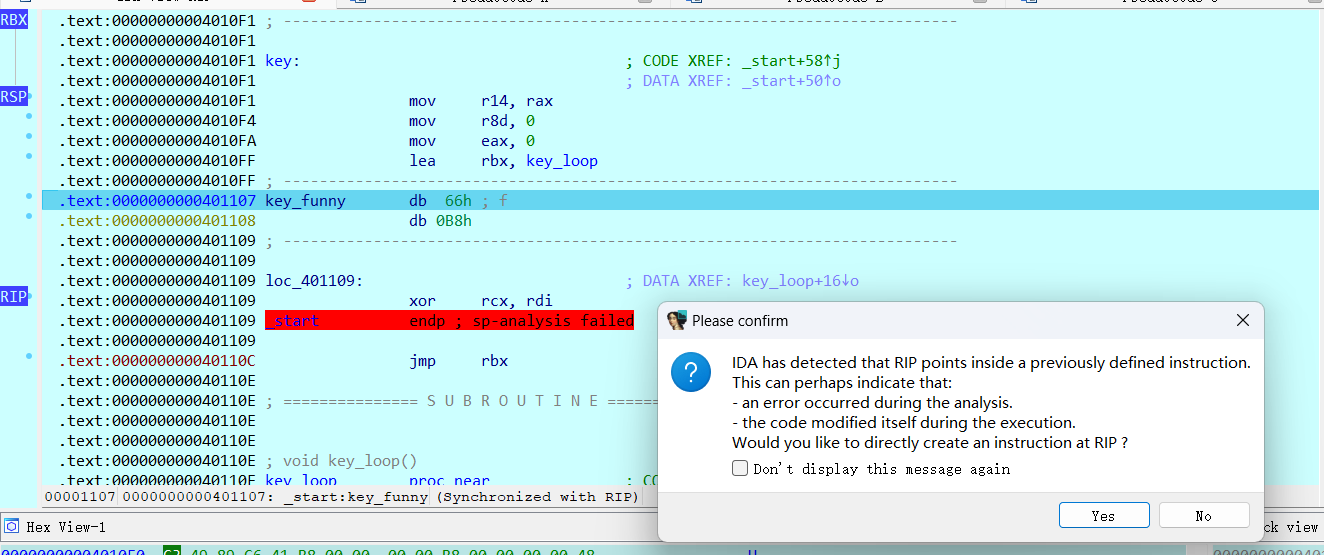 RBX .text:00000000004010F1 ; ---------------------------------------------------------------------------
.text:00000000004010F1
.text:00000000004010F1 key: ; CODE XREF: _start+58↑j
.text:00000000004010F1 ; DATA XREF: _start+50↑o
RSP .text:00000000004010F1 mov r14, rax
.text:00000000004010F4 mov r8d, 0
.text:00000000004010FA mov eax, 0
.text:00000000004010FF lea rbx, key_loop
.text:00000000004010FF ; ---------------------------------------------------------------------------
.text:0000000000401107 key_funny db 66h ; f
.text:0000000000401108 db 0B8h
.text:0000000000401109 ; ---------------------------------------------------------------------------
.text:0000000000401109
.text:0000000000401109 loc_401109: ; DATA XREF: key_loop+16↓o
RIP .text:0000000000401109 xor rcx, rdi
.text:0000000000401109 _start endp ; sp-analysis failed
.text:0000000000401109
.text:000000000040110C jmp rbx
.text:000000000040110E
.text:000000000040110E ; =============== S U B R O U T I N E =======
.text:000000000040110E
.text:000000000040110E
.text:000000000040110E ; void key_loop()
.text:000000000040110E key_loop proc near ; CO
00001107 0000000000401107: _start:key_funny (Synchronized with RIP)
Please confirm
IDA has detected that RIP points inside a previously defined instruction.
This can perhaps indicate that:
- an error occurred during the analysis.
- the code modified itself during the execution.
Would you like to directly create an instruction at RIP ?
Don't display this message again
Yes No
Hex View-1
ck view